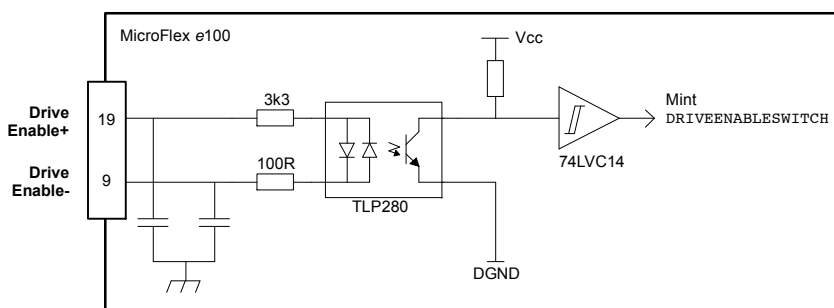 MicroFlex e100
Vcc
Drive
Enable+
19
3k3
Mint
DRIVEENABLESWITCH
Drive
Enable-
9
100R
74LVC14
TLP280
DGND